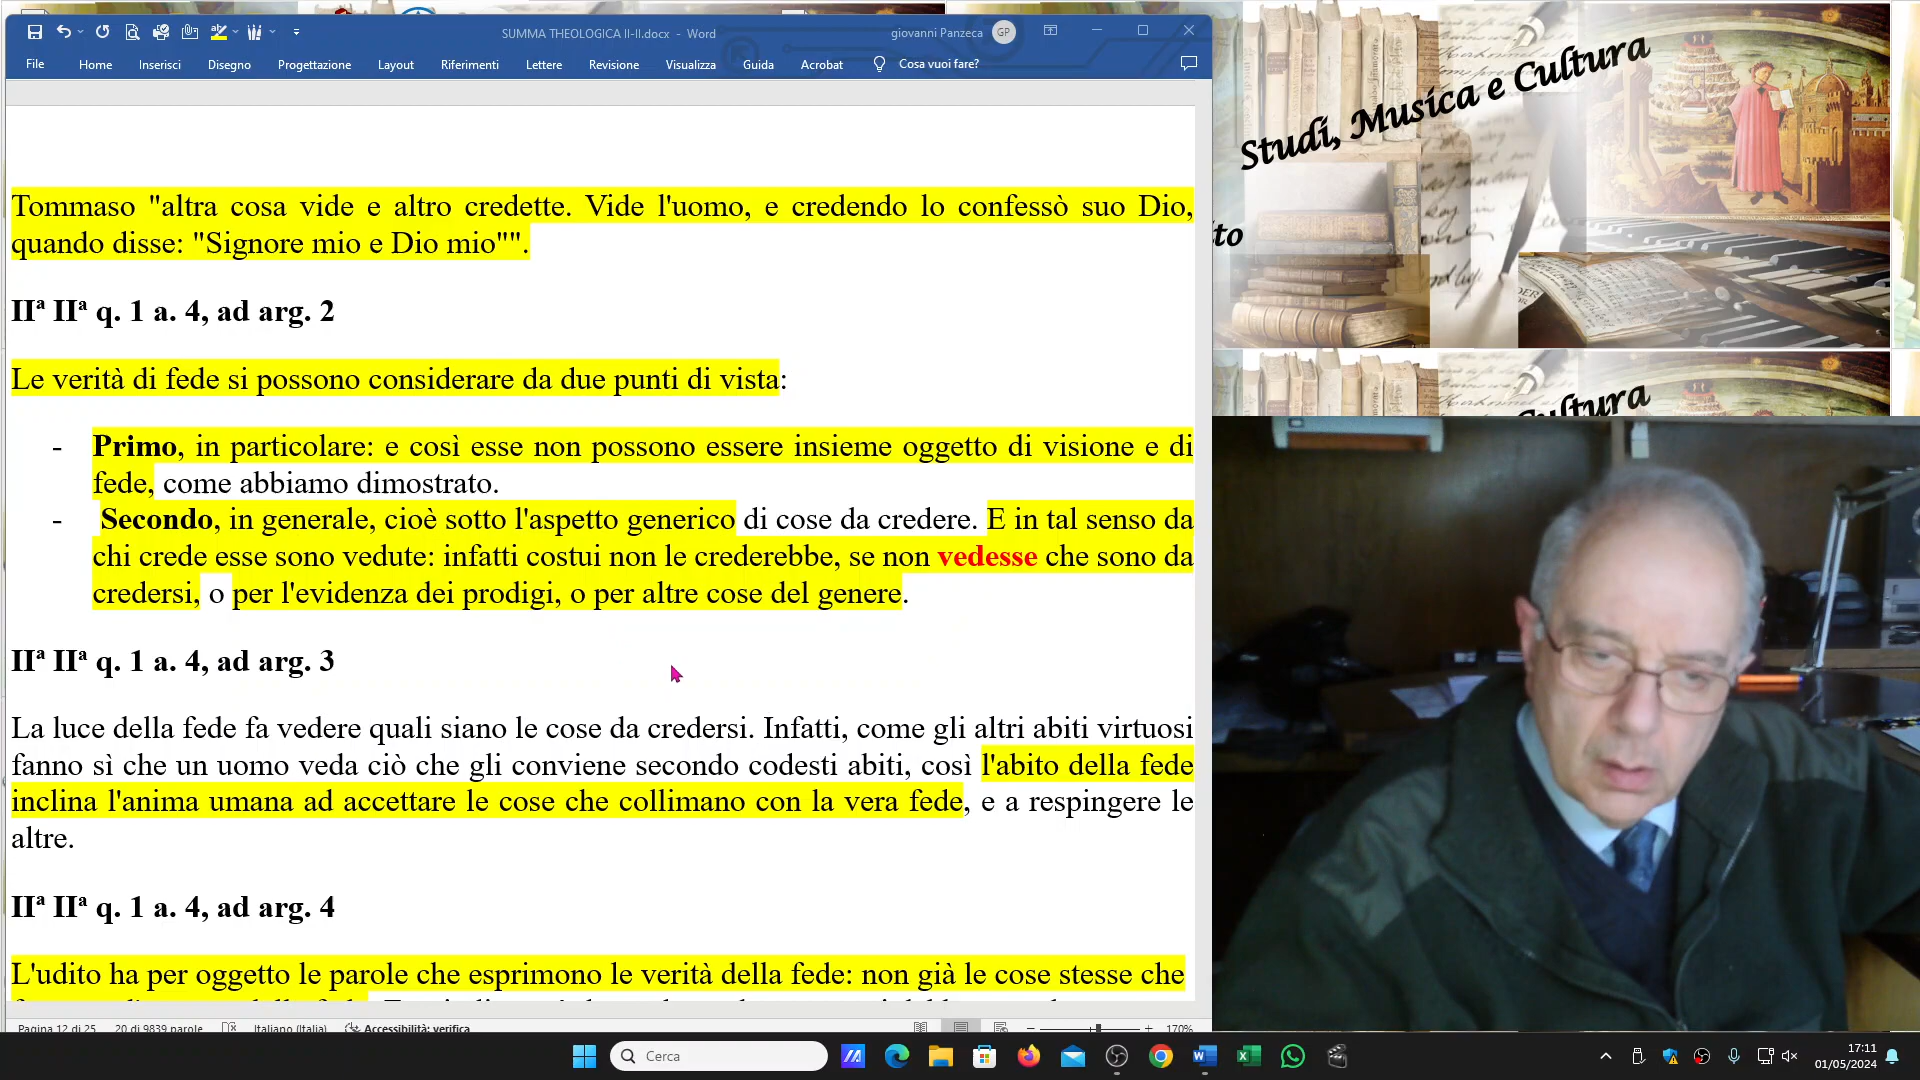 SUMMA THEOLOGICA II-II.docx - Word
giovanni Panzeca GP
File Home Inserisci Disegno Progettazione Layout Riferimenti Lettere Revisione Visualizza Guida Acrobat Cosa vuoi fare?
Tommaso "altra cosa vide e altro credette. Vide l'uomo, e credendo lo confessò suo Dio,
quando disse: "Signore mio e Dio mio"".
IIª IIª q. 1 a. 4, ad arg. 2
Le verità di fede si possono considerare da due punti di vista:
- Primo, in particolare: e così esse non possono essere insieme oggetto di visione e di
fede, come abbiamo dimostrato.
- Secondo, in generale, cioè sotto l'aspetto generico di cose da credere. E in tal senso da
chi crede esse sono vedute: infatti costui non le crederebbe, se non vedesse che sono da
credersi, o per l'evidenza dei prodigi, o per altre cose del genere.
IIª IIª q. 1 a. 4, ad arg. 3
La luce della fede fa vedere quali siano le cose da credersi. Infatti, come gli altri abiti virtuosi
fanno sì che un uomo veda ciò che gli conviene secondo codesti abiti, così l'abito della fede
inclina l'anima umana ad accettare le cose che collimano con la vera fede, e a respingere le
altre.
IIª IIª q. 1 a. 4, ad arg. 4
L'udito ha per oggetto le parole che esprimono le verità della fede: non già le cose stesse che
Pagina 12 di 25 20 di 9839 parole Italiano (Italia) Accessibilità: verifica 170%
Studi, Musica e Cultura
to
Cultura
Cerca
17:11
01/05/2024